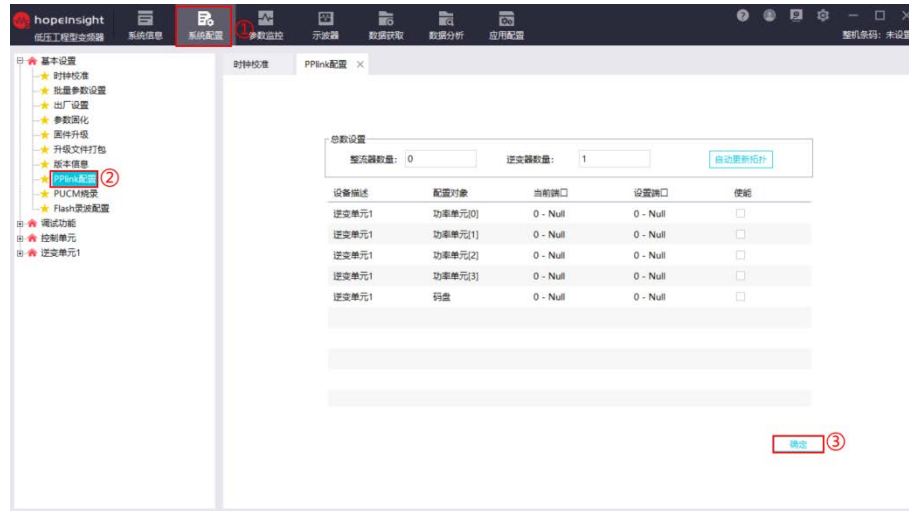 hopeInsight
低压工程型变频器
系统信息
系统配置
①
参数监控
示波器
数据获取
数据分析
应用配置
整机条码：未设置
基本设置
时钟校准
批量参数设置
出厂设置
参数固化
固件升级
升级文件打包
版本信息
PPlink配置 ②
PUCM烧录
Flash录波配置
调试功能
控制单元
逆变单元1
时钟校准 PPlink配置 ×
总数设置
整流器数量： 0 逆变器数量： 1 自动更新拓扑
设备描述 配置对象 当前端口 设置端口 使能
逆变单元1 功率单元[0] 0 - Null 0 - Null
逆变单元1 功率单元[1] 0 - Null 0 - Null
逆变单元1 功率单元[2] 0 - Null 0 - Null
逆变单元1 功率单元[3] 0 - Null 0 - Null
逆变单元1 码盘 0 - Null 0 - Null
确定 ③